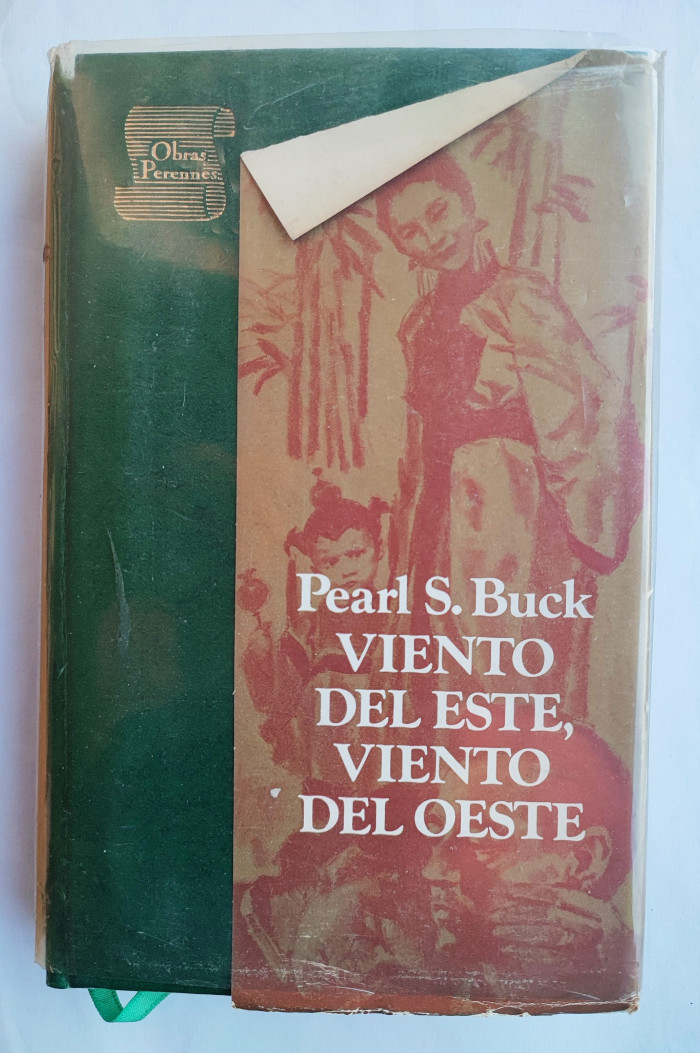 Obras
Perennes
Pearl S. Buck
VIENTO
DEL ESTE,
VIENTO
DEL OESTE